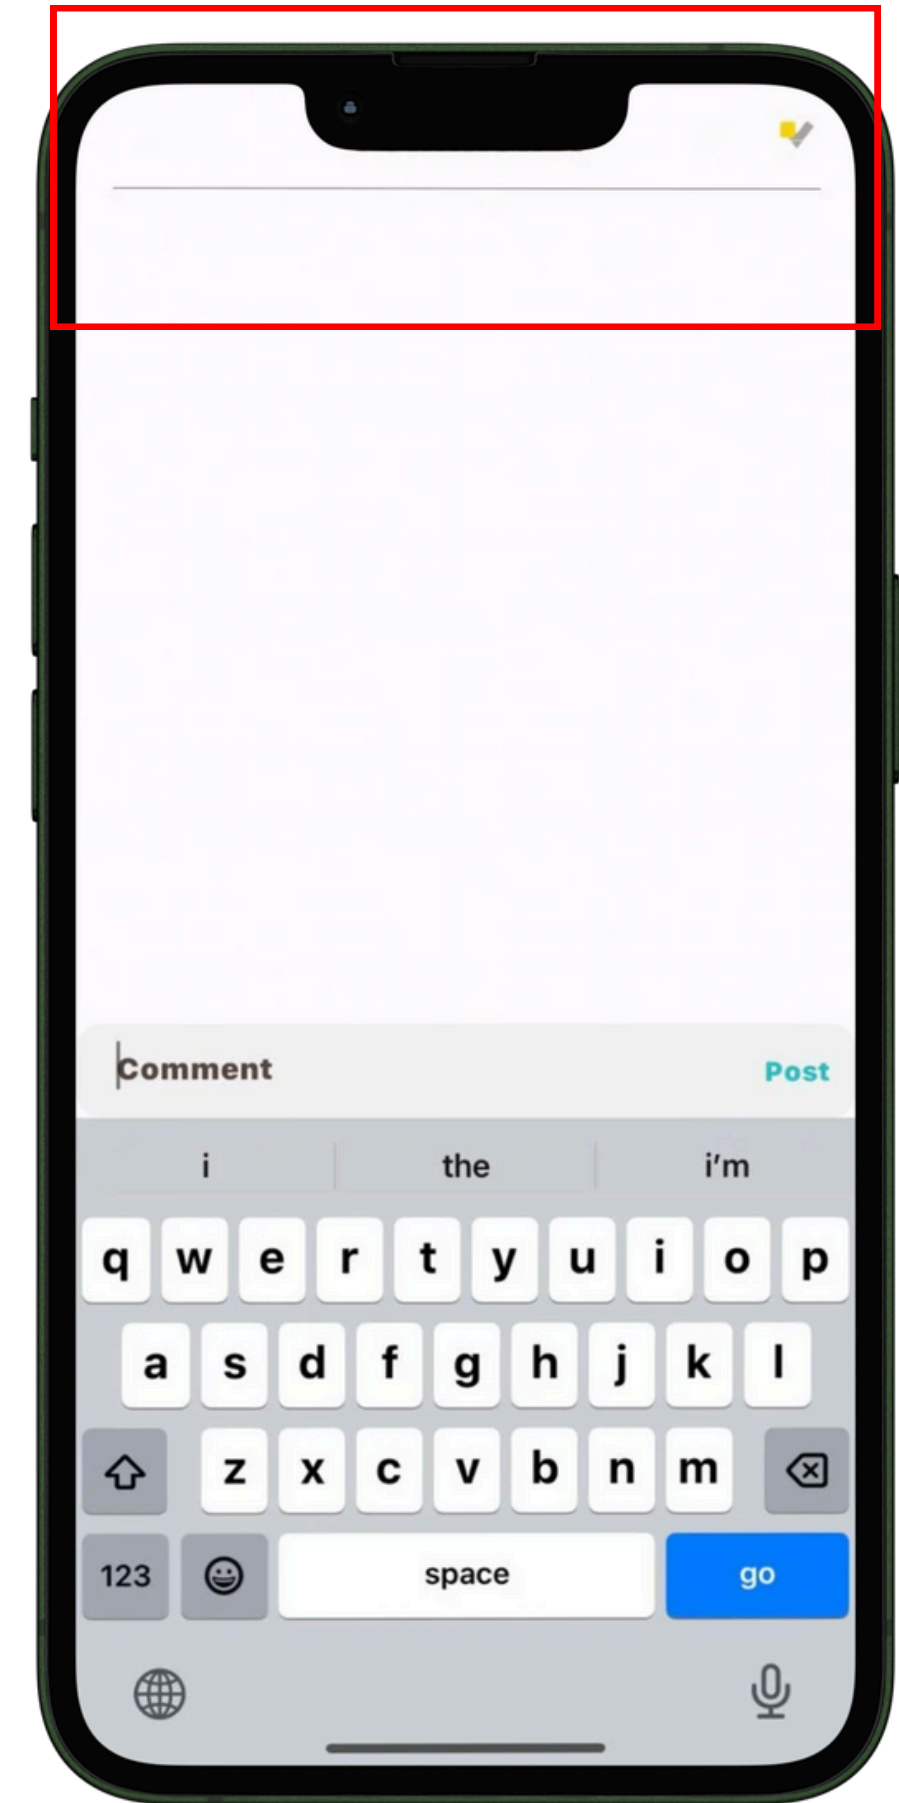 Comment
Post
i the i'm
q w e r t y u i o p
a s d f g h j k l
z x c v b n m
123 space go